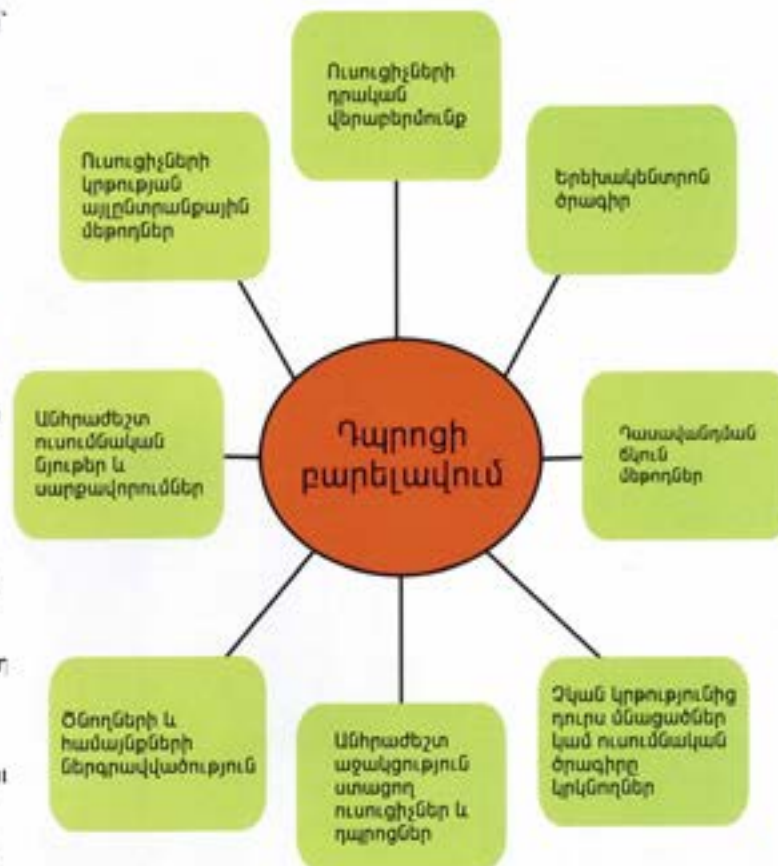 Ուսուցիչների
դրական
վերաբերմունք
Ուսուցիչների
կրթության
այլընտրանքային
մեթոդներ
Երեխակենտրոն
ծրագիր
Անհրաժեշտ
ուսումնական
նյութեր և
սարքավորումներ
Դպրոցի
բարելավում
Դասավանդման
ճկուն
մեթոդներ
Ծնողների և
համայնքների
ներգրավվածություն
Անհրաժեշտ
աջակցություն
ստացող
ուսուցիչներ և
դպրոցներ
Չկան կրթությունից
դուրս մնացածներ
կամ ուսումնական
ծրագիրը
կրկնողներ